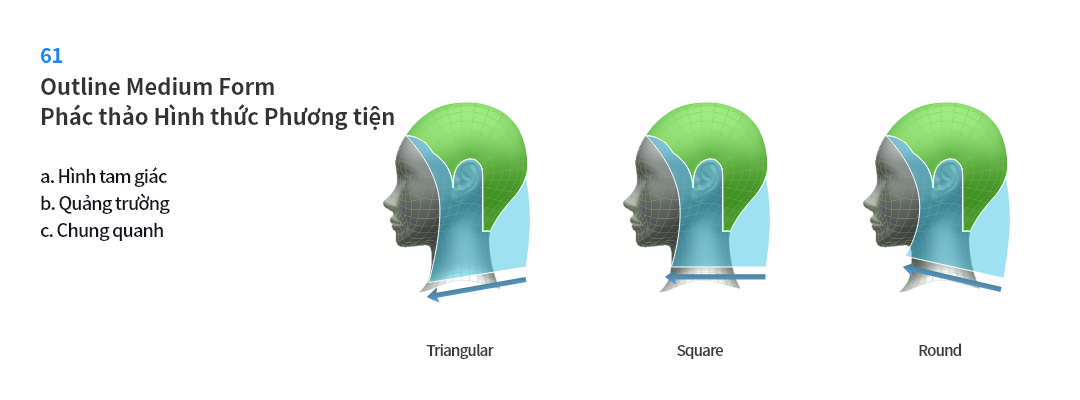 61
Outline Medium Form
Phác thảo Hình thức Phương tiện
a. Hình tam giác
b. Quảng trường
c. Chung quanh
Triangular
Square
Round